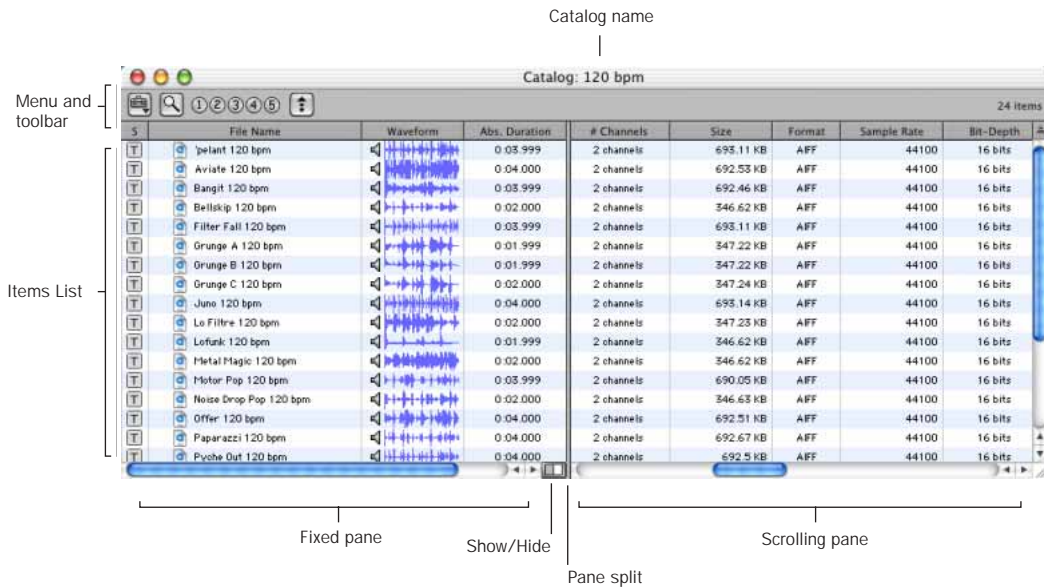 Catalog name
Catalog: 120 bpm
Menu and
toolbar
1 2 3 4 5
24 items
S File Name Waveform Abs. Duration # Channels Size Format Sample Rate Bit-Depth
Items List
T 'pelant 120 bpm 0:03.999 2 channels 693.11 KB AIFF 44100 16 bits
T Aviate 120 bpm 0:04.000 2 channels 692.53 KB AIFF 44100 16 bits
T Bangit 120 bpm 0:03.999 2 channels 692.46 KB AIFF 44100 16 bits
T Bellskip 120 bpm 0:02.000 2 channels 346.62 KB AIFF 44100 16 bits
T Filter Fall 120 bpm 0:03.999 2 channels 693.11 KB AIFF 44100 16 bits
T Grunge A 120 bpm 0:01.999 2 channels 347.22 KB AIFF 44100 16 bits
T Grunge B 120 bpm 0:01.999 2 channels 347.22 KB AIFF 44100 16 bits
T Grunge C 120 bpm 0:02.000 2 channels 347.24 KB AIFF 44100 16 bits
T Juno 120 bpm 0:04.000 2 channels 693.14 KB AIFF 44100 16 bits
T Lo Filtre 120 bpm 0:02.000 2 channels 347.23 KB AIFF 44100 16 bits
T Lofunk 120 bpm 0:01.999 2 channels 346.62 KB AIFF 44100 16 bits
T Metal Magic 120 bpm 0:02.000 2 channels 346.62 KB AIFF 44100 16 bits
T Motor Pop 120 bpm 0:03.999 2 channels 690.05 KB AIFF 44100 16 bits
T Noise Drop Pop 120 bpm 0:02.000 2 channels 346.63 KB AIFF 44100 16 bits
T Offer 120 bpm 0:04.000 2 channels 692.51 KB AIFF 44100 16 bits
T Paparazzi 120 bpm 0:04.000 2 channels 692.67 KB AIFF 44100 16 bits
T Pyche Out 120 bpm 0:04.000 2 channels 692.5 KB AIFF 44100 16 bits
Fixed pane
Show/Hide
Scrolling pane
Pane split